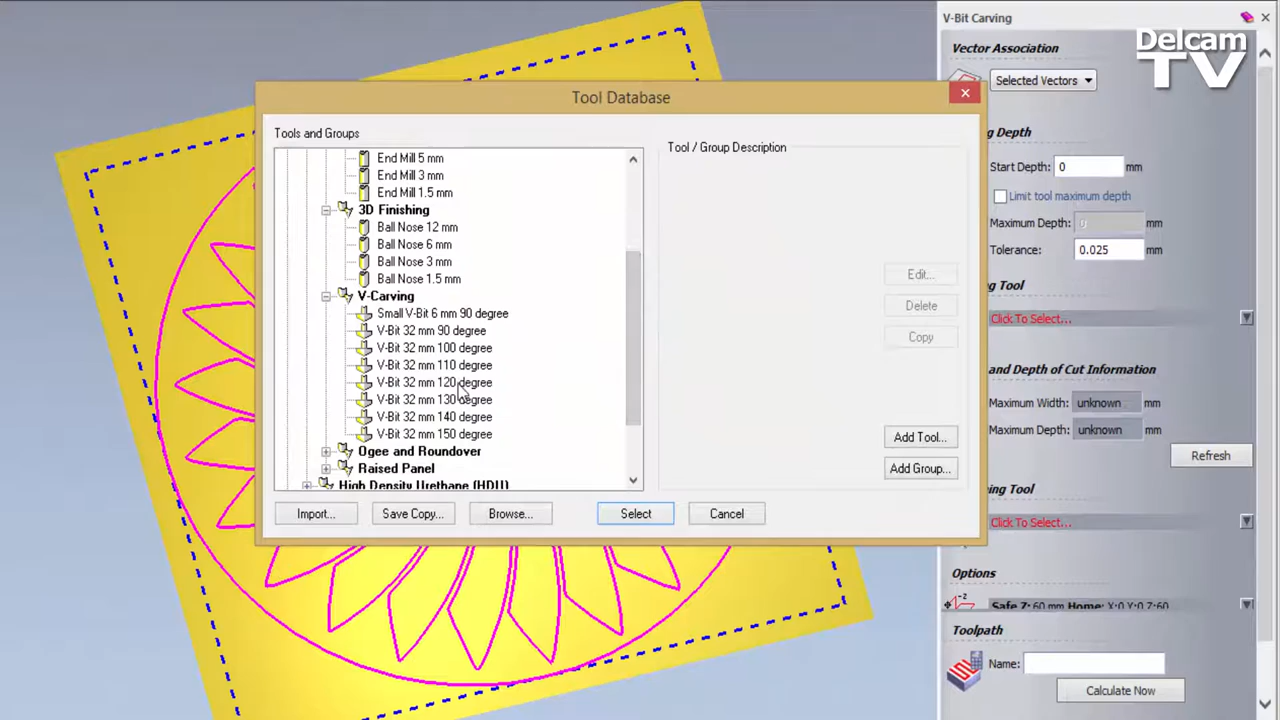 V-Bit Carving
Delcam
TV
Vector Association
Selected Vectors
g Depth
Start Depth: 0 mm
Limit tool maximum depth
Maximum Depth: 0 mm
Tolerance: 0.025 mm
g Tool
Click To Select...
and Depth of Cut Information
Maximum Width: unknown mm
Maximum Depth: unknown mm
Refresh
ing Tool
Click To Select...
Options
Safe Z: 60 mm Home: X:0 Y:0 Z:60
Toolpath
Name:
Calculate Now
Tool Database
Tools and Groups
End Mill 5 mm
End Mill 3 mm
End Mill 1.5 mm
3D Finishing
Ball Nose 12 mm
Ball Nose 6 mm
Ball Nose 3 mm
Ball Nose 1.5 mm
V-Carving
Small V-Bit 6 mm 90 degree
V-Bit 32 mm 90 degree
V-Bit 32 mm 100 degree
V-Bit 32 mm 110 degree
V-Bit 32 mm 120 degree
V-Bit 32 mm 130 degree
V-Bit 32 mm 140 degree
V-Bit 32 mm 150 degree
Ogee and Roundover
Raised Panel
High Density Urethane (HDU)
Tool / Group Description
Edit...
Delete
Copy
Add Tool...
Add Group...
Import...
Save Copy...
Browse...
Select
Cancel